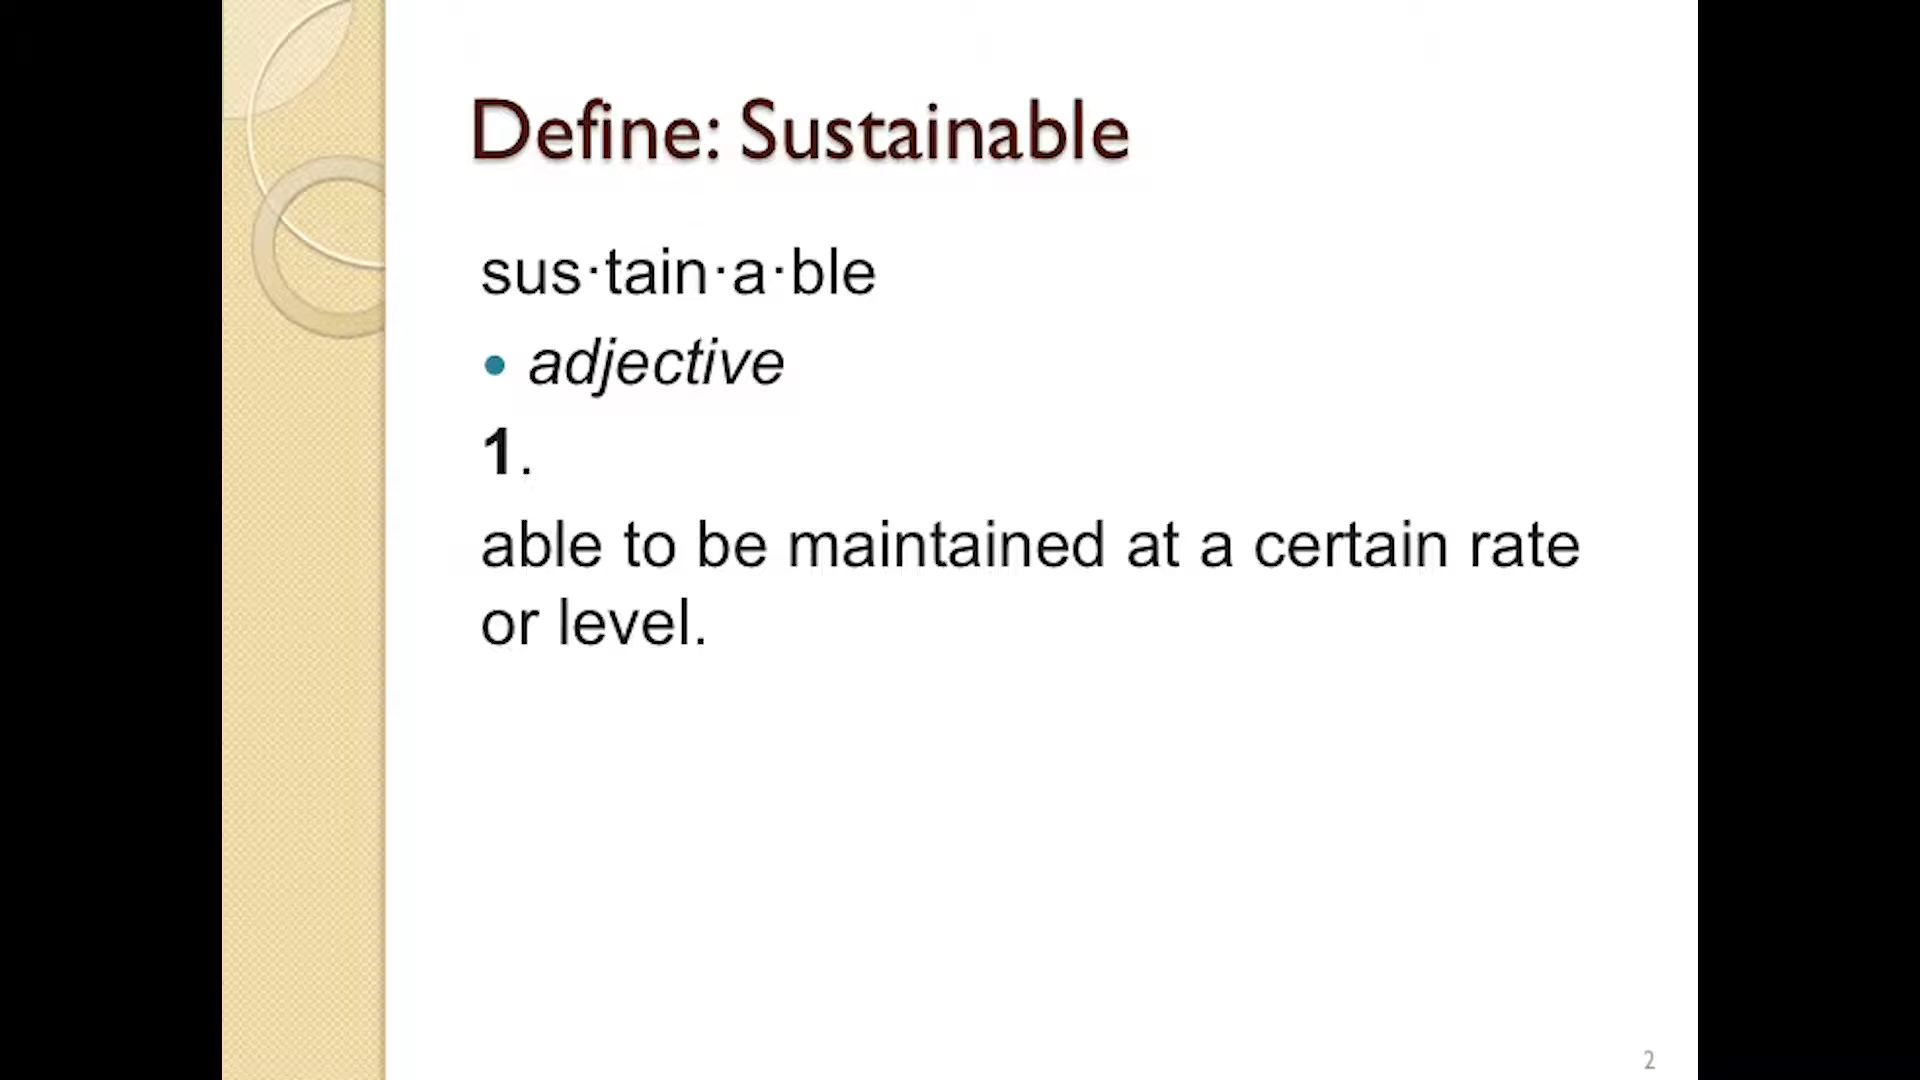 Define: Sustainable
sus·tain·a·ble
• adjective
1.
able to be maintained at a certain rate
or level.
2